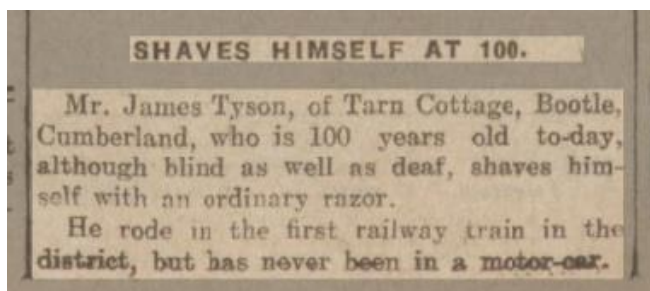 SHAVES HIMSELF AT 100.
Mr. James Tyson, of Tarn Cottage, Bootle,
Cumberland, who is 100 years old to-day,
although blind as well as deaf, shaves him-
self with an ordinary razor.
He rode in the first railway train in the
district, but has never been in a motor-car.